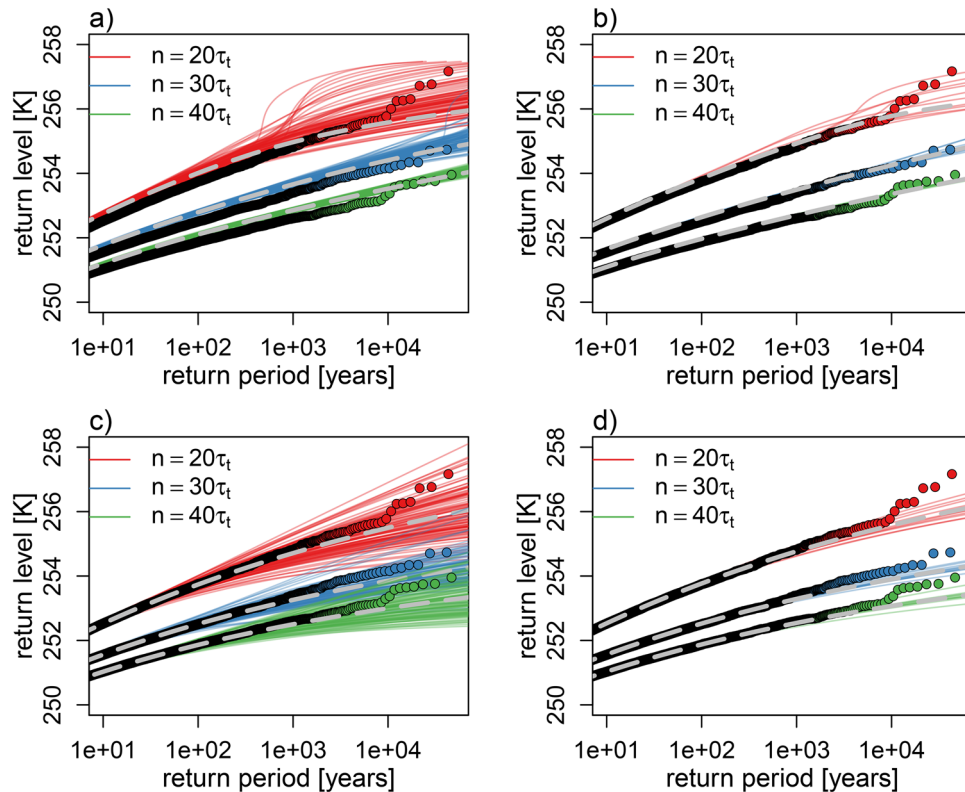 a)
n = 20τt
n = 30τt
n = 40τt
return level [K]
258
256
254
252
250
1e+01 1e+02 1e+03 1e+04
return period [years]
b)
n = 20τt
n = 30τt
n = 40τt
return level [K]
258
256
254
252
250
1e+01 1e+02 1e+03 1e+04
return period [years]
c)
n = 20τt
n = 30τt
n = 40τt
return level [K]
258
256
254
252
250
1e+01 1e+02 1e+03 1e+04
return period [years]
d)
n = 20τt
n = 30τt
n = 40τt
return level [K]
258
256
254
252
250
1e+01 1e+02 1e+03 1e+04
return period [years]